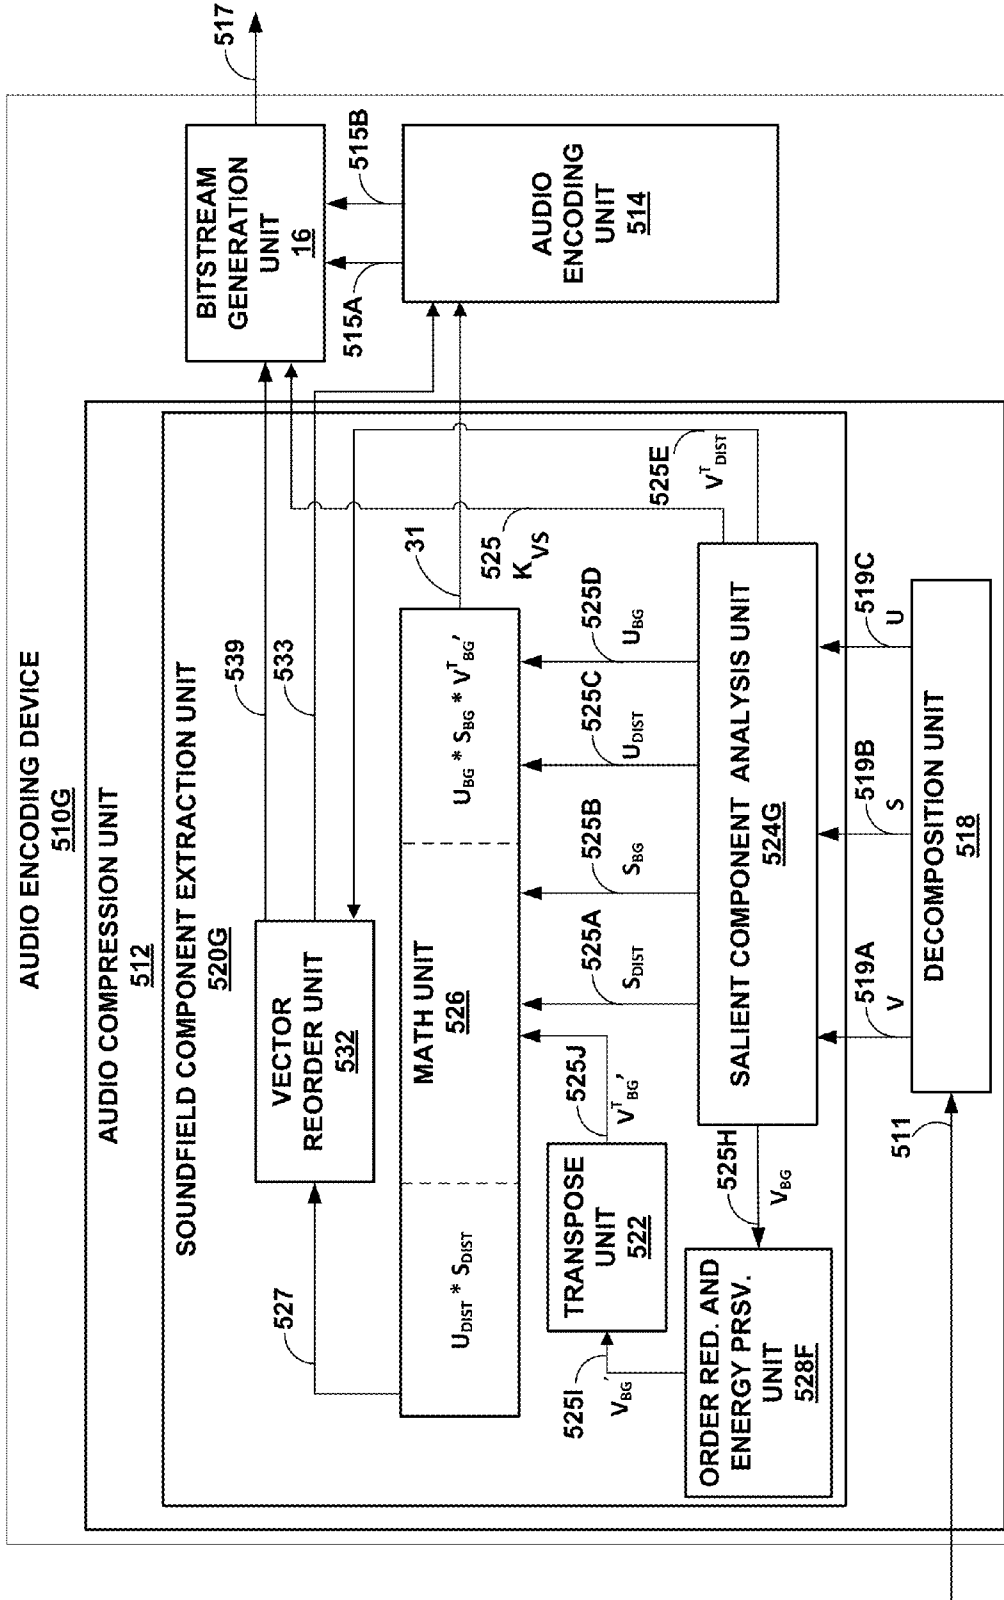 AUDIO ENCODING DEVICE
510G
AUDIO COMPRESSION UNIT
512
SOUNDFIELD COMPONENT EXTRACTION UNIT
520G
527
VECTOR
REORDER UNIT
532
539
533
BITSTREAM
GENERATION
UNIT
16
517
U_DIST * S_DIST
MATH UNIT
526
U_BG * S_BG * V^T_BG'
31
515A
515B
525I
V_BG'
TRANSPOSE
UNIT
522
525J
V^T_BG'
525A
S_DIST
525B
S_BG
525C
U_DIST
525D
U_BG
525
K_VS
525E
V^T_DIST
AUDIO
ENCODING
UNIT
514
ORDER RED. AND
ENERGY PRSV.
UNIT
528F
525H
V_BG
SALIENT COMPONENT ANALYSIS UNIT
524G
519A
V
519B
S
519C
U
511
DECOMPOSITION UNIT
518